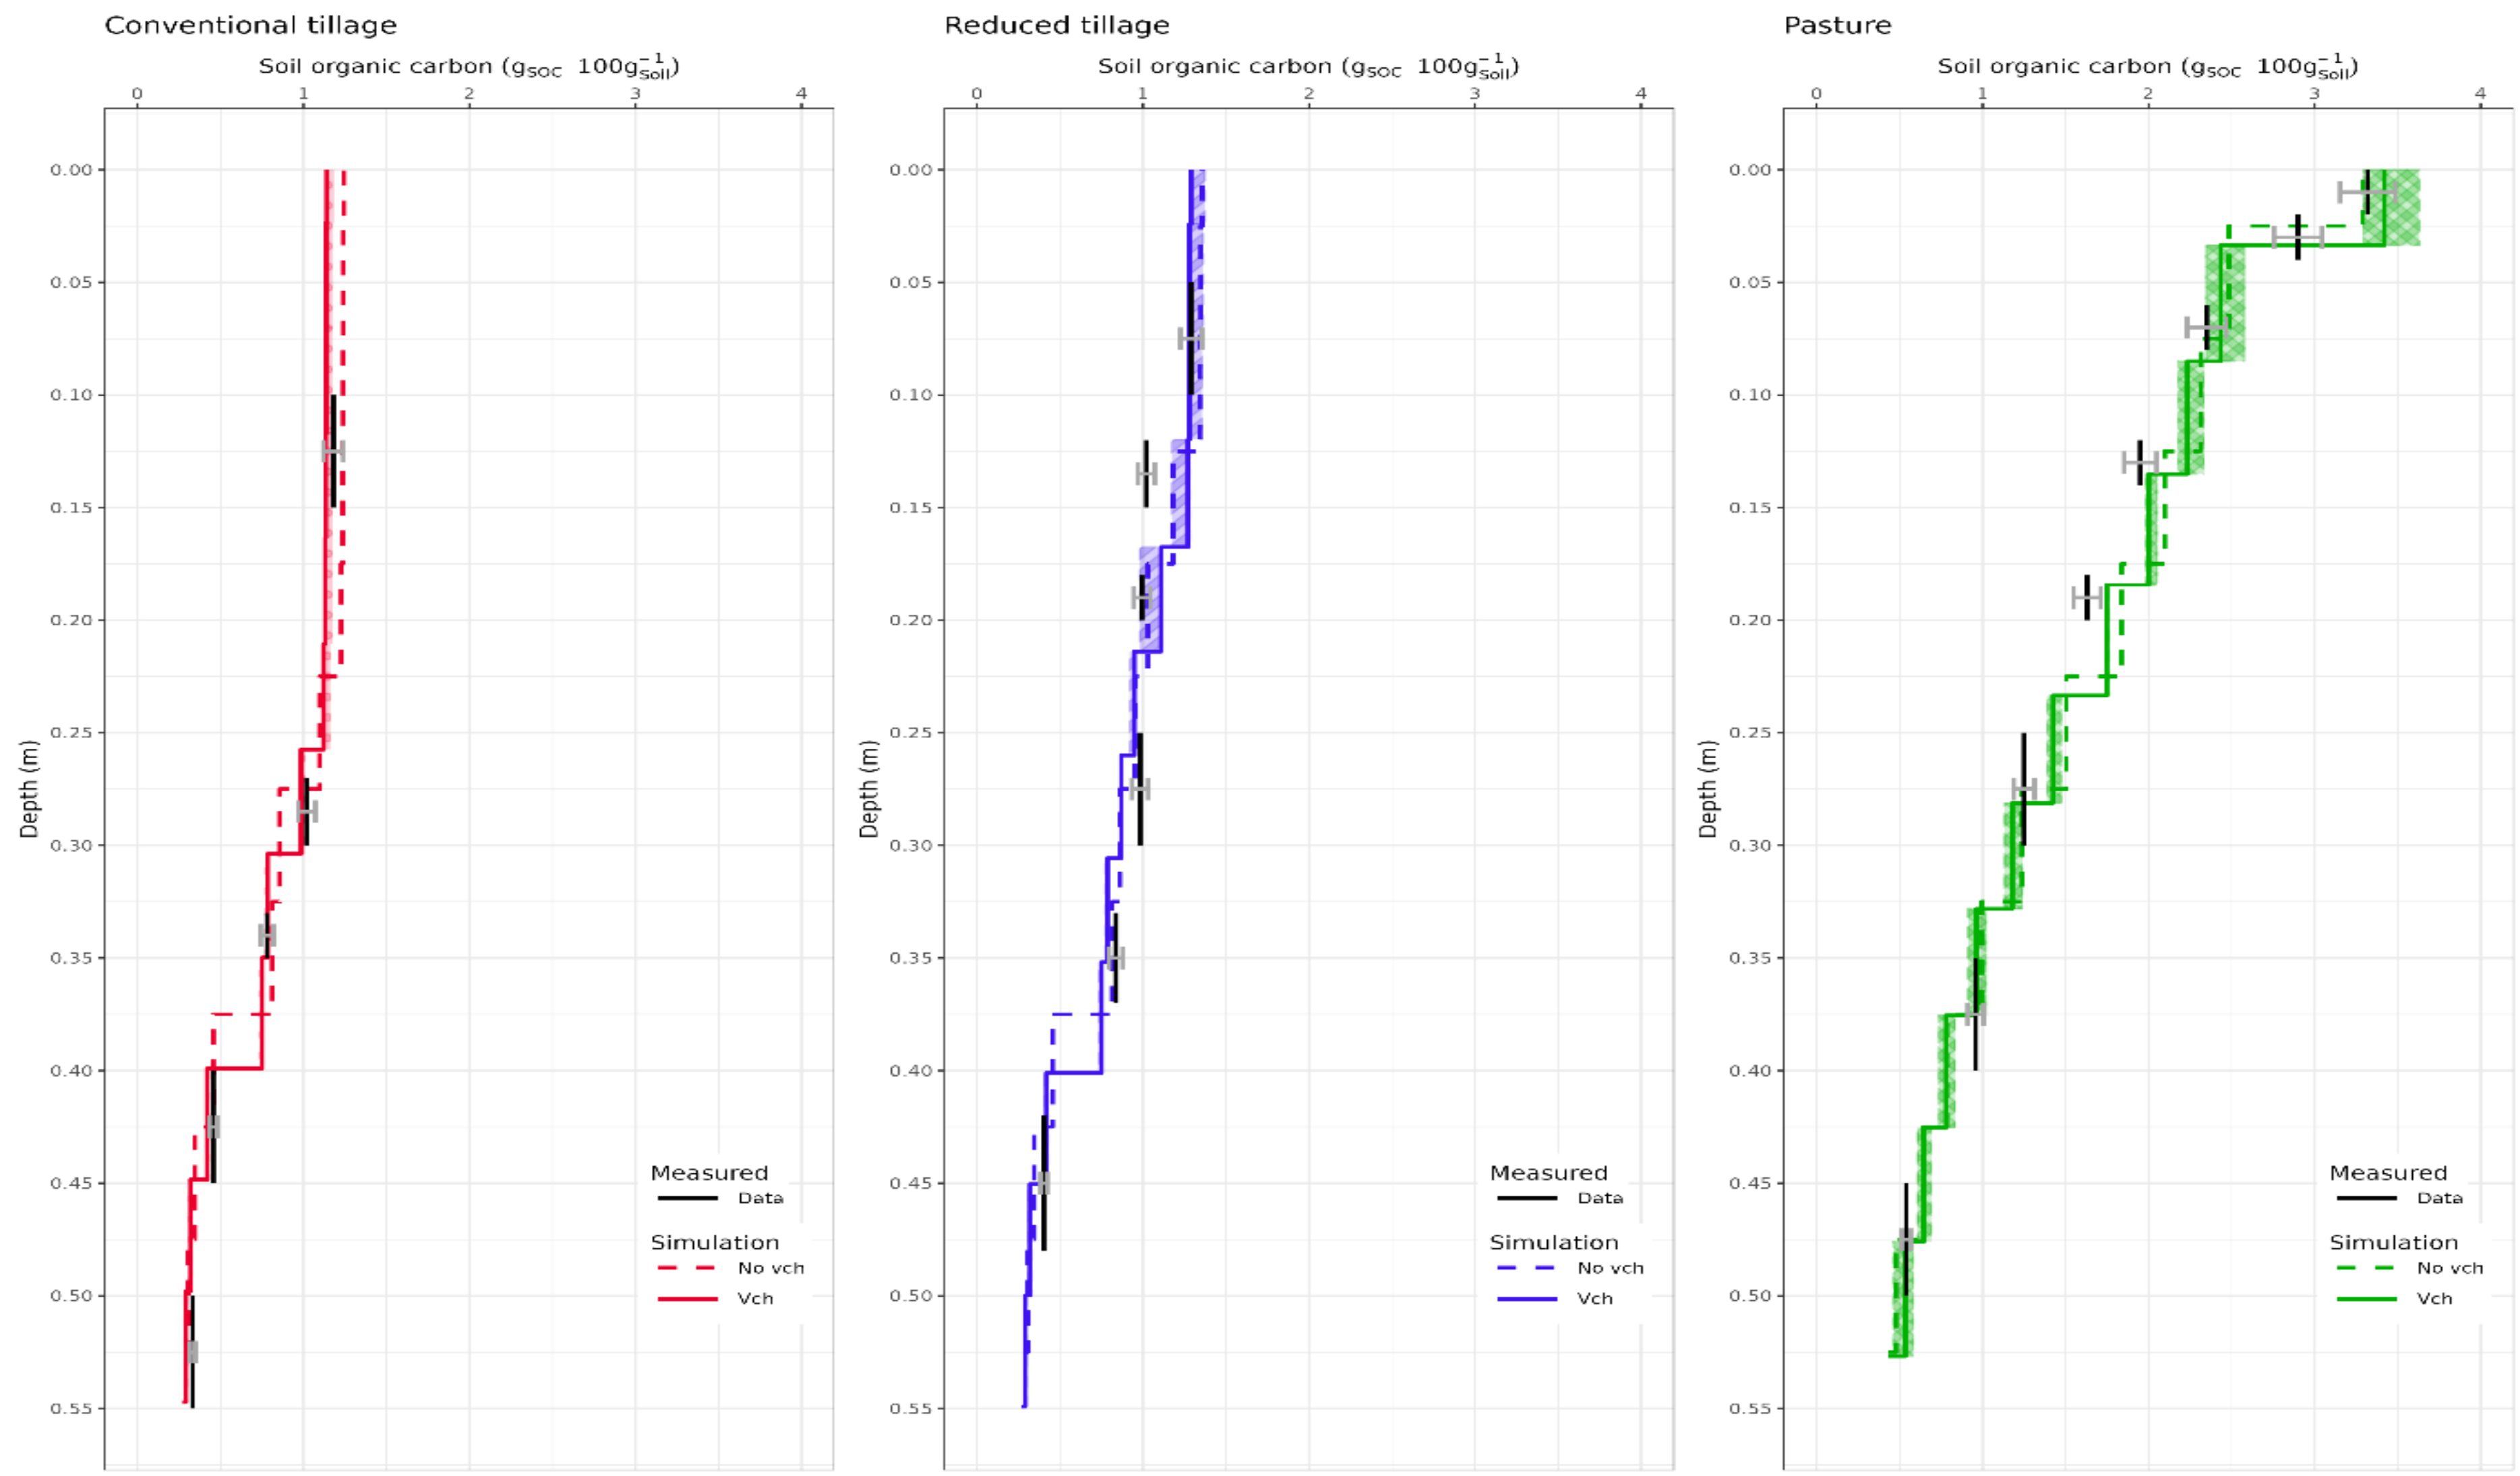 Conventional tillage
Soil organic carbon (gSOC 100gSoil−1)
0 1 2 3 4
0.00
0.05
0.10
0.15
0.20
0.25
0.30
0.35
0.40
0.45
0.50
0.55
Depth (m)
Measured
Data
Simulation
No vch
Vch
Reduced tillage
Soil organic carbon (gSOC 100gSoil−1)
0 1 2 3 4
0.00
0.05
0.10
0.15
0.20
0.25
0.30
0.35
0.40
0.45
0.50
0.55
Depth (m)
Measured
Data
Simulation
No vch
Vch
Pasture
Soil organic carbon (gSOC 100gSoil−1)
0 1 2 3 4
0.00
0.05
0.10
0.15
0.20
0.25
0.30
0.35
0.40
0.45
0.50
0.55
Depth (m)
Measured
Data
Simulation
No vch
Vch